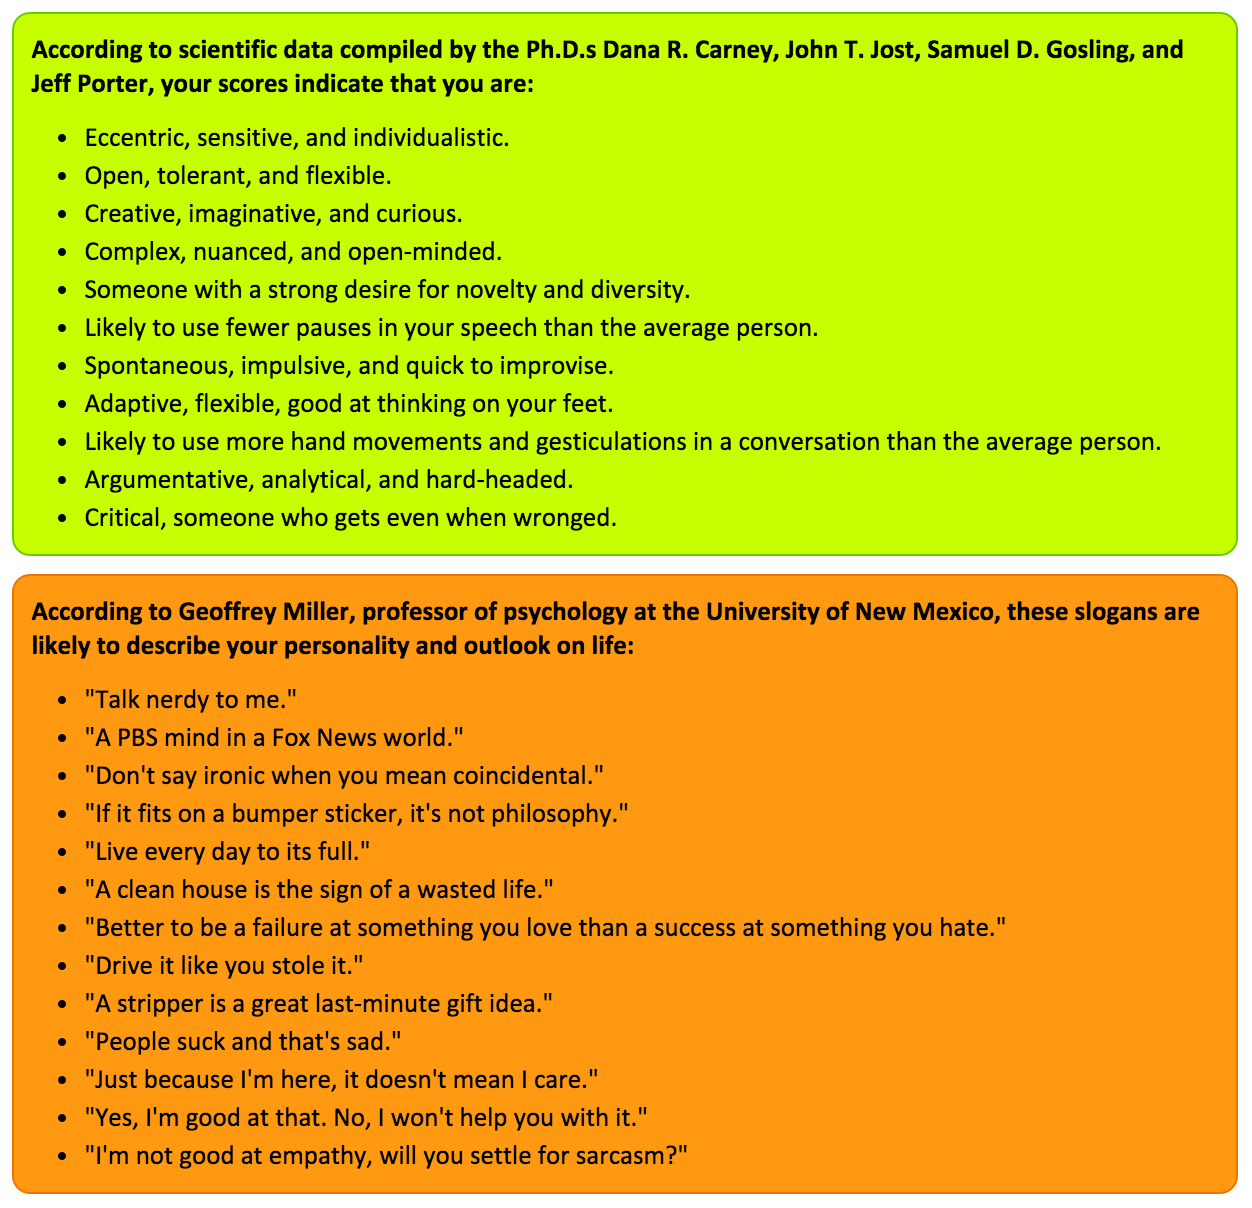 According to scientific data compiled by the Ph.D.s Dana R. Carney, John T. Jost, Samuel D. Gosling, and
Jeff Porter, your scores indicate that you are:
• Eccentric, sensitive, and individualistic.
• Open, tolerant, and flexible.
• Creative, imaginative, and curious.
• Complex, nuanced, and open-minded.
• Someone with a strong desire for novelty and diversity.
• Likely to use fewer pauses in your speech than the average person.
• Spontaneous, impulsive, and quick to improvise.
• Adaptive, flexible, good at thinking on your feet.
• Likely to use more hand movements and gesticulations in a conversation than the average person.
• Argumentative, analytical, and hard-headed.
• Critical, someone who gets even when wronged.
According to Geoffrey Miller, professor of psychology at the University of New Mexico, these slogans are
likely to describe your personality and outlook on life:
• "Talk nerdy to me."
• "A PBS mind in a Fox News world."
• "Don't say ironic when you mean coincidental."
• "If it fits on a bumper sticker, it's not philosophy."
• "Live every day to its full."
• "A clean house is the sign of a wasted life."
• "Better to be a failure at something you love than a success at something you hate."
• "Drive it like you stole it."
• "A stripper is a great last-minute gift idea."
• "People suck and that's sad."
• "Just because I'm here, it doesn't mean I care."
• "Yes, I'm good at that. No, I won't help you with it."
• "I'm not good at empathy, will you settle for sarcasm?"